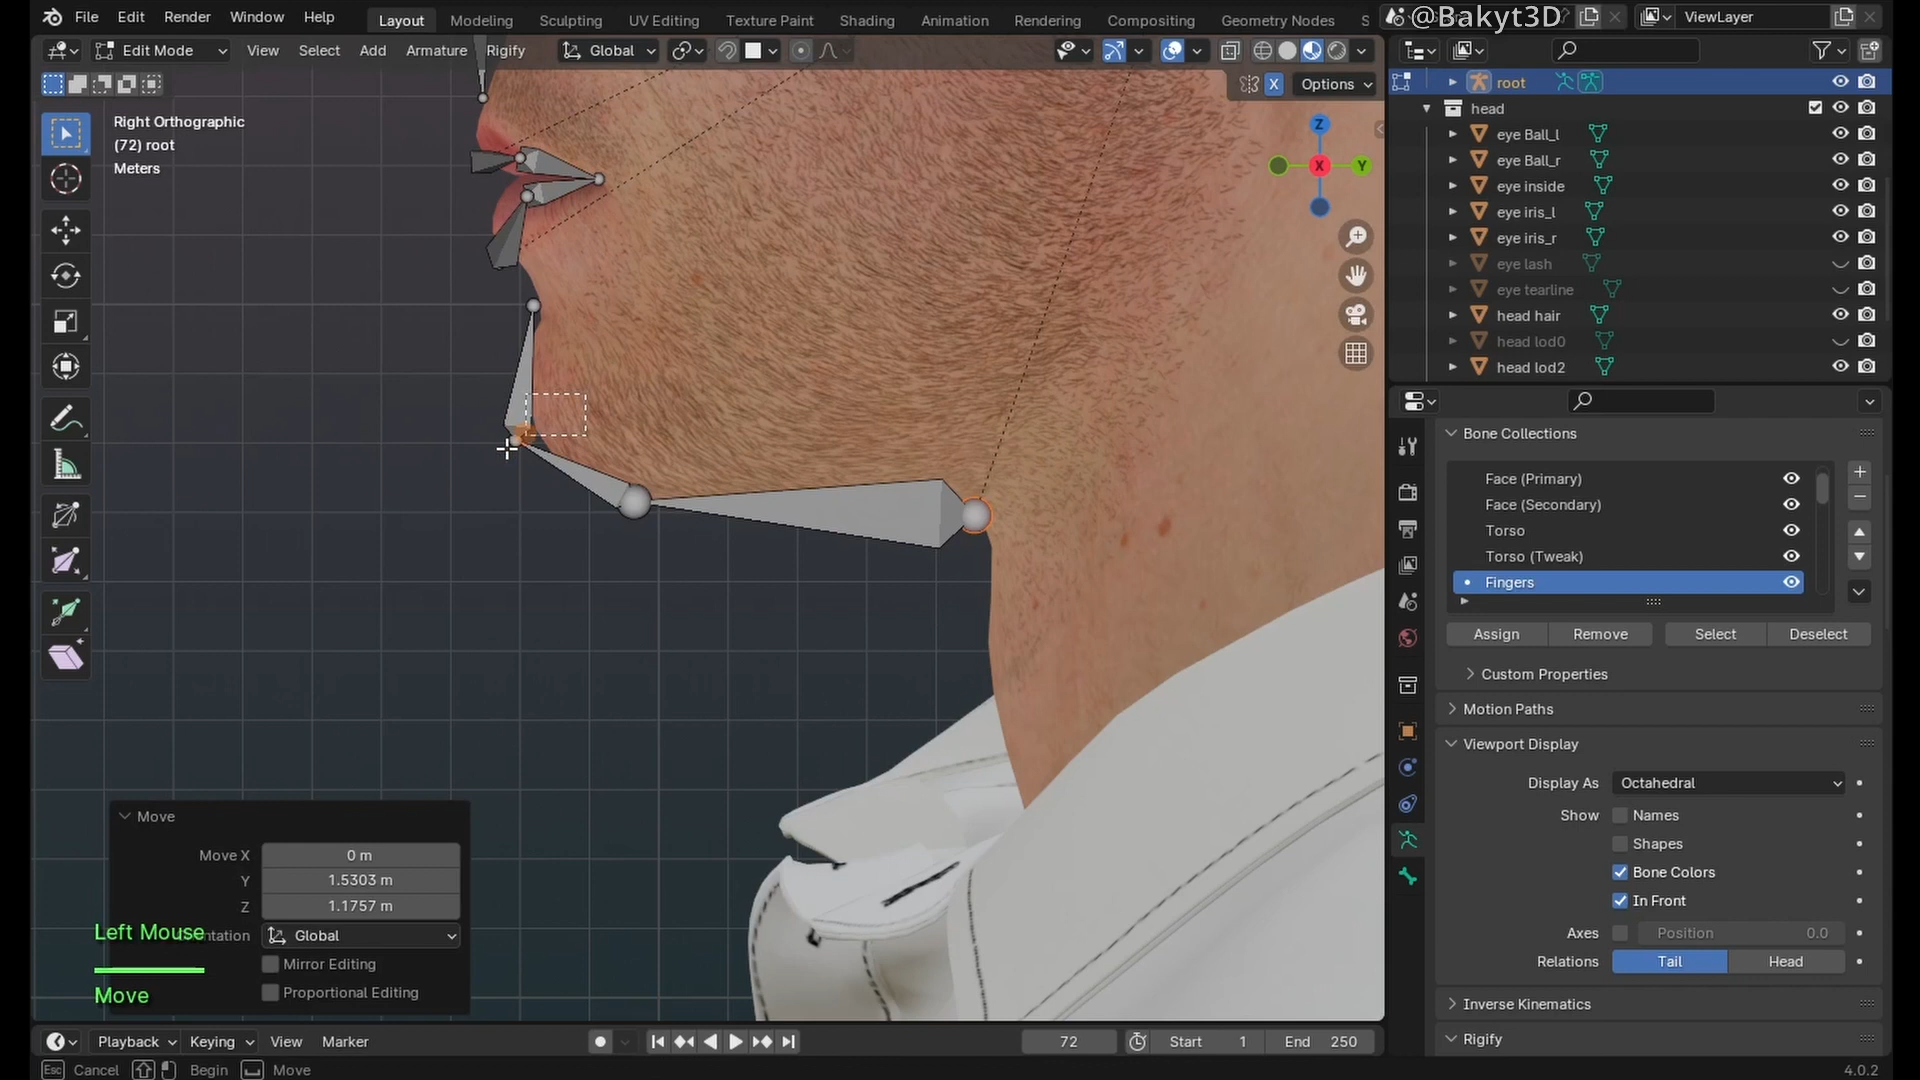 File Edit Render Window Help Layout Modeling Sculpting UV Editing Texture Paint Shading Animation Rendering Compositing Geometry Nodes S @Bakyt3D ViewLayer
Edit Mode View Select Add Armature Rigify Global
X Options
Right Orthographic
(72) root
Meters
Z
X Y
root
head
eye Ball_l
eye Ball_r
eye inside
eye iris_l
eye iris_r
eye lash
eye tearline
head hair
head lod0
head lod2
Bone Collections
Face (Primary)
Face (Secondary)
Torso
Torso (Tweak)
Fingers
Assign Remove Select Deselect
Custom Properties
Motion Paths
Viewport Display
Display As Octahedral
Show Names
Shapes
Bone Colors
In Front
Axes Position 0.0
Relations Tail Head
Inverse Kinematics
Rigify
Move
Move X 0 m
Y 1.5303 m
Z 1.1757 m
Global
Mirror Editing
Proportional Editing
Left Mouse
Move
Playback Keying View Marker 72 Start 1 End 250
Esc Cancel Begin Move 4.0.2